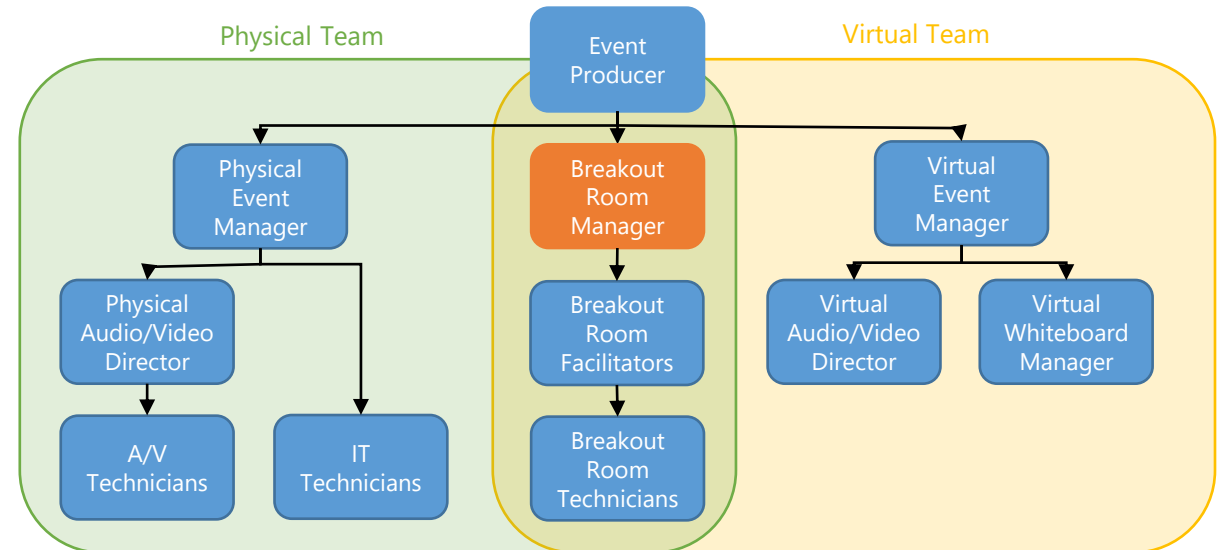 Physical Team
Event
Producer
Virtual Team
Physical
Event
Manager
Breakout
Room
Manager
Virtual
Event
Manager
Physical
Audio/Video
Director
Breakout
Room
Facilitators
Virtual
Audio/Video
Director
Virtual
Whiteboard
Manager
A/V
Technicians
IT
Technicians
Breakout
Room
Technicians